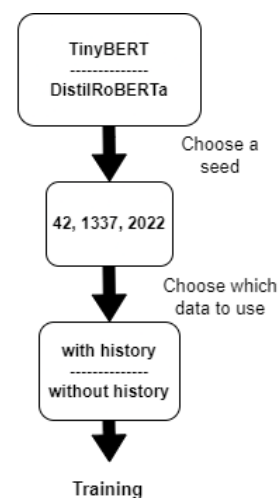 TinyBERT
--------------
DistilRoBERTa
Choose a
seed
42, 1337, 2022
Choose which
data to use
with history
--------------
without history
Training